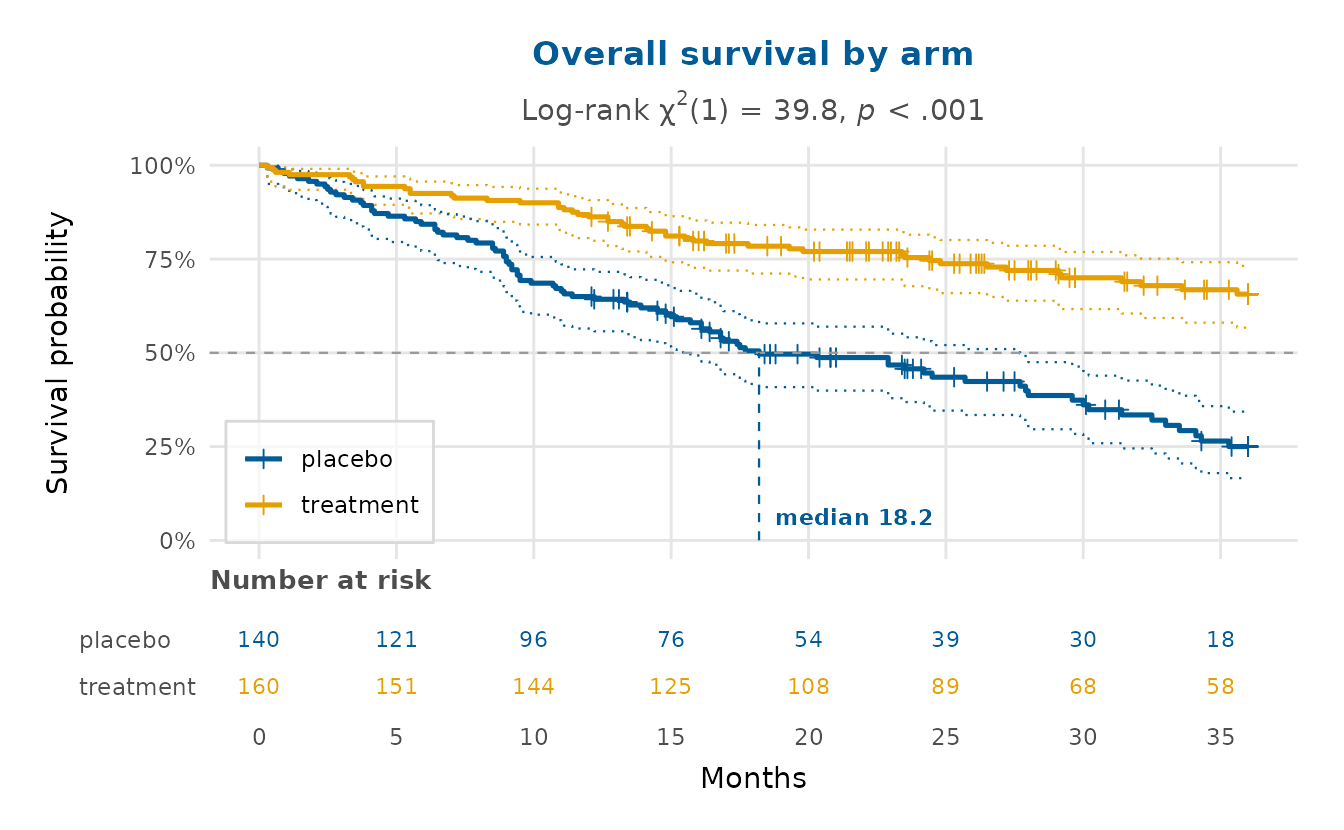 Overall survival by arm
Log-rank χ²(1) = 39.8, p < .001
Survival probability
100%
75%
50%
25%
0%
placebo
treatment
median 18.2
Number at risk
placebo 140 121 96 76 54 39 30 18
treatment 160 151 144 125 108 89 68 58
0 5 10 15 20 25 30 35
Months